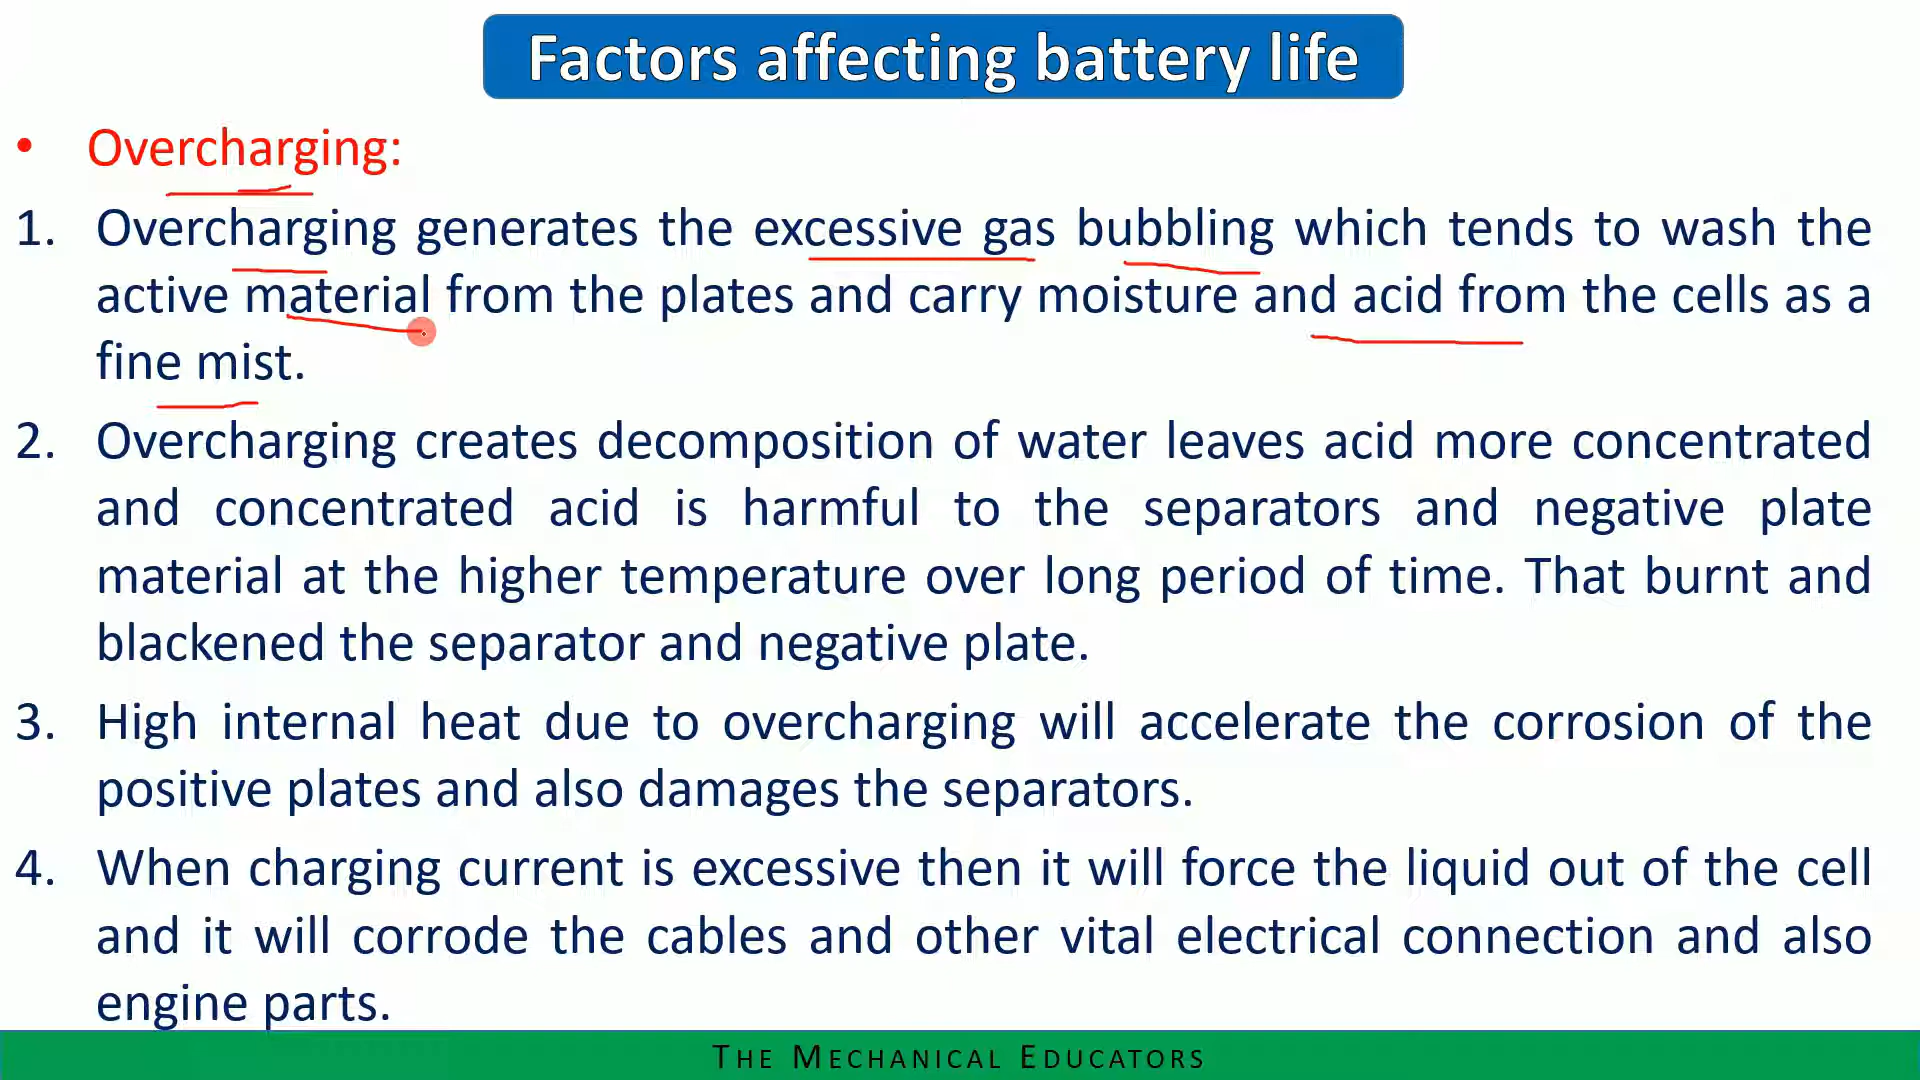 Factors affecting battery life
• Overcharging:
1. Overcharging generates the excessive gas bubbling which tends to wash the
active material from the plates and carry moisture and acid from the cells as a
fine mist.
2. Overcharging creates decomposition of water leaves acid more concentrated
and concentrated acid is harmful to the separators and negative plate
material at the higher temperature over long period of time. That burnt and
blackened the separator and negative plate.
3. High internal heat due to overcharging will accelerate the corrosion of the
positive plates and also damages the separators.
4. When charging current is excessive then it will force the liquid out of the cell
and it will corrode the cables and other vital electrical connection and also
engine parts.
THE MECHANICAL EDUCATORS